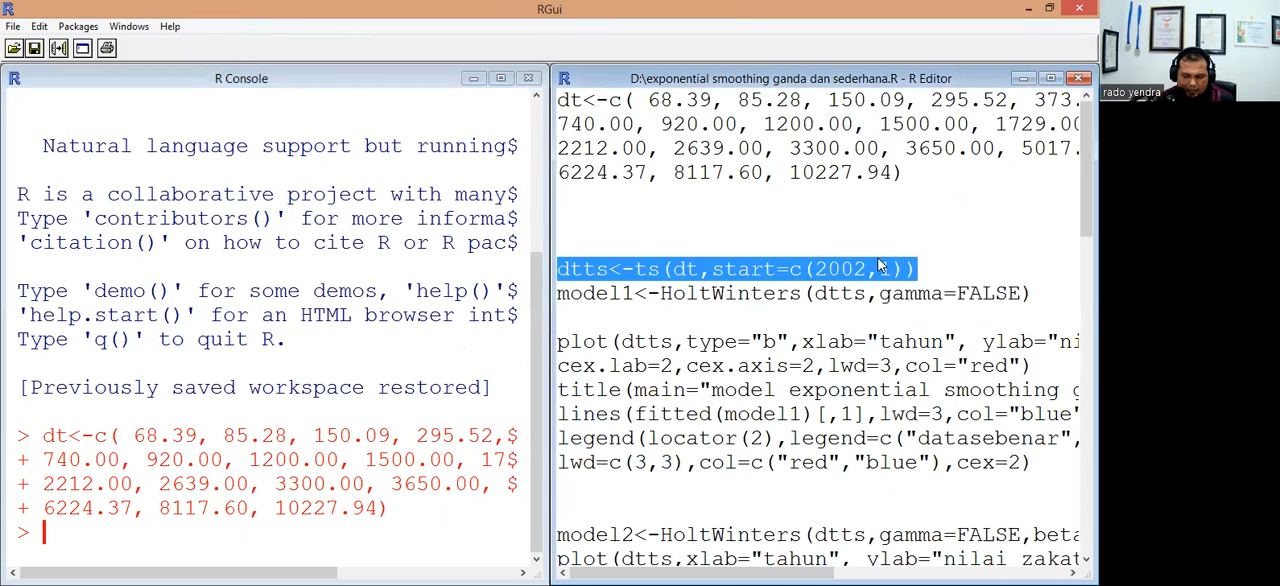 RGui
File Edit Packages Windows Help
R Console
Natural language support but running$
R is a collaborative project with many$
Type 'contributors()' for more informa$
'citation()' on how to cite R or R pac$
Type 'demo()' for some demos, 'help()'$
'help.start()' for an HTML browser int$
Type 'q()' to quit R.
[Previously saved workspace restored]
> dt<-c( 68.39, 85.28, 150.09, 295.52,$
+ 740.00, 920.00, 1200.00, 1500.00, 17$
+ 2212.00, 2639.00, 3300.00, 3650.00, $
+ 6224.37, 8117.60, 10227.94)
>
D:\exponential smoothing ganda dan sederhana.R - R Editor
dt<-c( 68.39, 85.28, 150.09, 295.52, 373.
740.00, 920.00, 1200.00, 1500.00, 1729.00
2212.00, 2639.00, 3300.00, 3650.00, 5017.
6224.37, 8117.60, 10227.94)
dtts<-ts(dt,start=c(2002,1))
model1<-HoltWinters(dtts,gamma=FALSE)
plot(dtts,type="b",xlab="tahun", ylab="ni
cex.lab=2,cex.axis=2,lwd=3,col="red")
title(main="model exponential smoothing g
lines(fitted(model1)[,1],lwd=3,col="blue"
legend(locator(2),legend=c("datasebenar",
lwd=c(3,3),col=c("red","blue"),cex=2)
model2<-HoltWinters(dtts,gamma=FALSE,beta
plot(dtts,xlab="tahun", ylab="nilai zakat
rado yendra